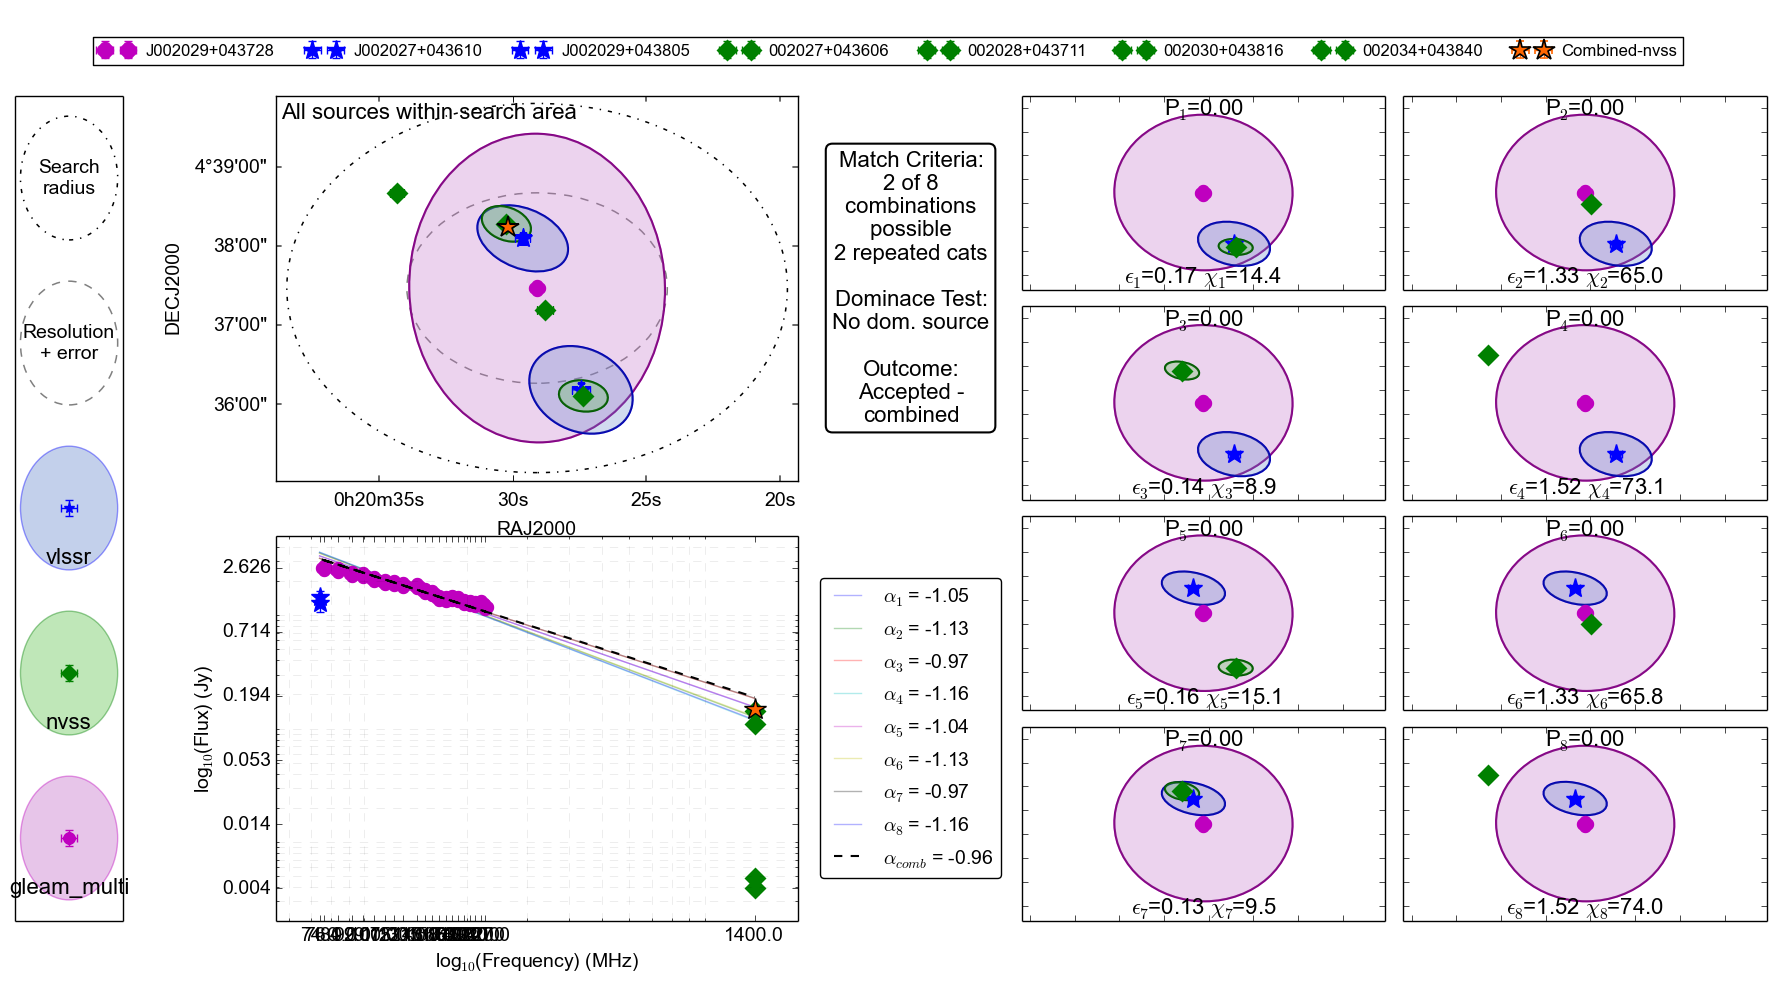 J002029+043728 J002027+043610 J002029+043805 002027+043606 002028+043711 002030+043816 002034+043840 Combined-nvss
Search
radius
Resolution
+ error
vlssr
nvss
gleam_multi
All sources within search area
DECJ2000
4°39'00"
38'00"
37'00"
36'00"
0h20m35s 30s 25s 20s
RAJ2000
Match Criteria:
2 of 8
combinations
possible
2 repeated cats
Dominace Test:
No dom. source
Outcome:
Accepted -
combined
log10(Flux) (Jy)
2.626
0.714
0.194
0.053
0.014
0.004
1400.0
log10(Frequency) (MHz)
α1 = -1.05
α2 = -1.13
α3 = -0.97
α4 = -1.16
α5 = -1.04
α6 = -1.13
α7 = -0.97
α8 = -1.16
αcomb = -0.96
P1=0.00
ϵ1=0.17 χ1=14.4
P2=0.00
ϵ2=1.33 χ2=65.0
P3=0.00
ϵ3=0.14 χ3=8.9
P4=0.00
ϵ4=1.52 χ4=73.1
P5=0.00
ϵ5=0.16 χ5=15.1
P6=0.00
ϵ6=1.33 χ6=65.8
P7=0.00
ϵ7=0.13 χ7=9.5
P8=0.00
ϵ8=1.52 χ8=74.0